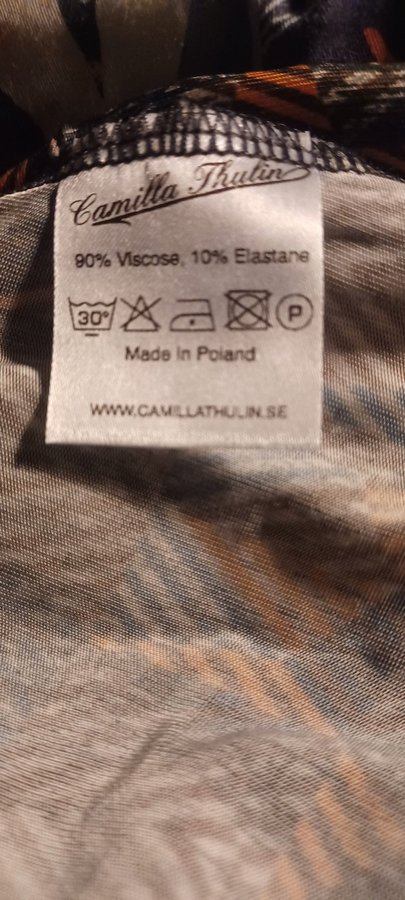 Camilla Thulin
90% Viscose, 10% Elastane
30° P
Made in Poland
WWW.CAMILLATHULIN.SE